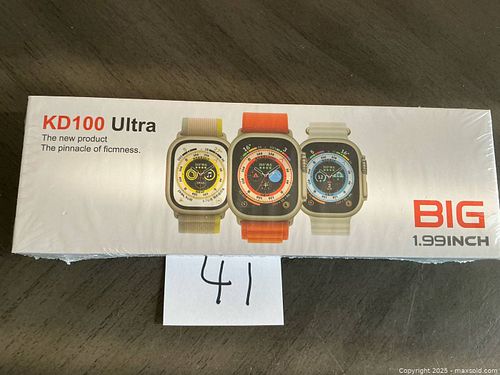 KD100 Ultra
The new product
The pinnacle of ficmness.
BIG
1.99INCH
41
Copyright 2025 - maxsold.com